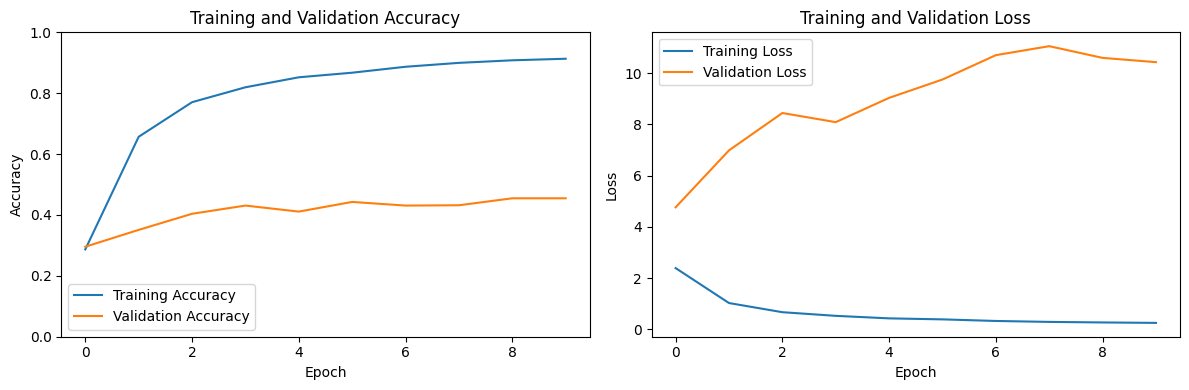 Training and Validation Accuracy
1.0
0.8
0.6
0.4
0.2
0.0
Accuracy
Training Accuracy
Validation Accuracy
0 2 4 6 8
Epoch
Training and Validation Loss
Training Loss
Validation Loss
10
8
6
4
2
0
Loss
0 2 4 6 8
Epoch